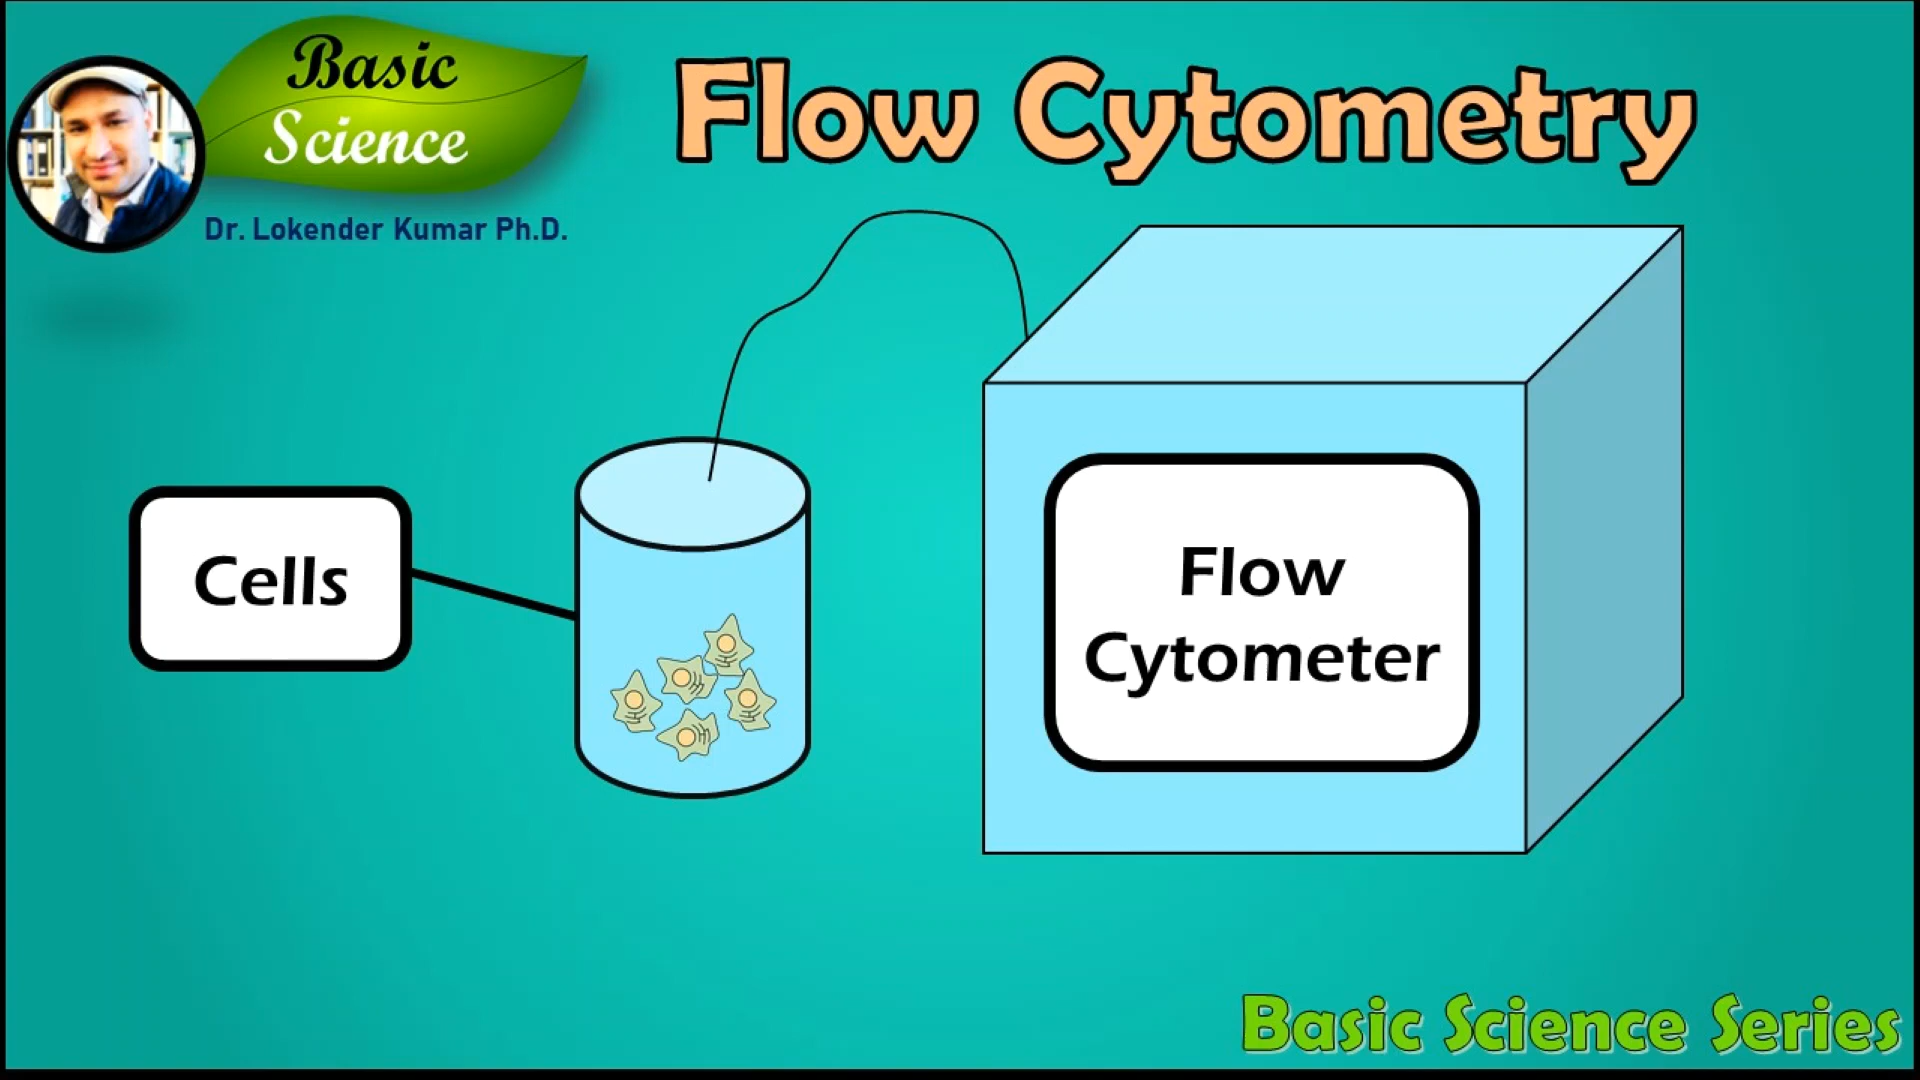 Basic
Science
Dr. Lokender Kumar Ph.D.
Flow Cytometry
Cells
Flow
Cytometer
Basic Science Series